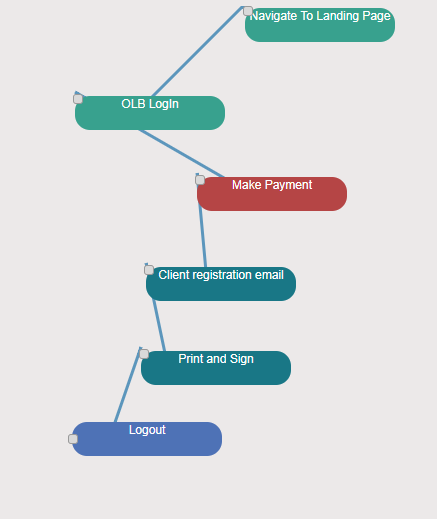 Navigate To Landing Page
OLB LogIn
Make Payment
Client registration email
Print and Sign
Logout